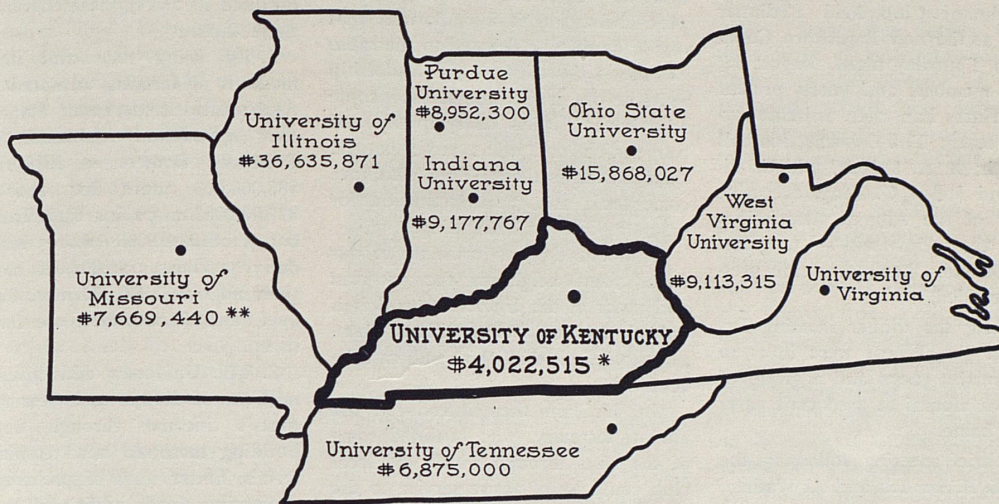 Purdue
University
$8,952,300
University of
Illinois
$36,635,871
Indiana
University
$9,177,767
Ohio State
University
$15,868,027
West
Virginia
University
$9,113,315
University of
Virginia
University of
Missouri
$7,669,440 **
UNIVERSITY OF KENTUCKY
$4,022,515 *
University of Tennessee
$6,875,000